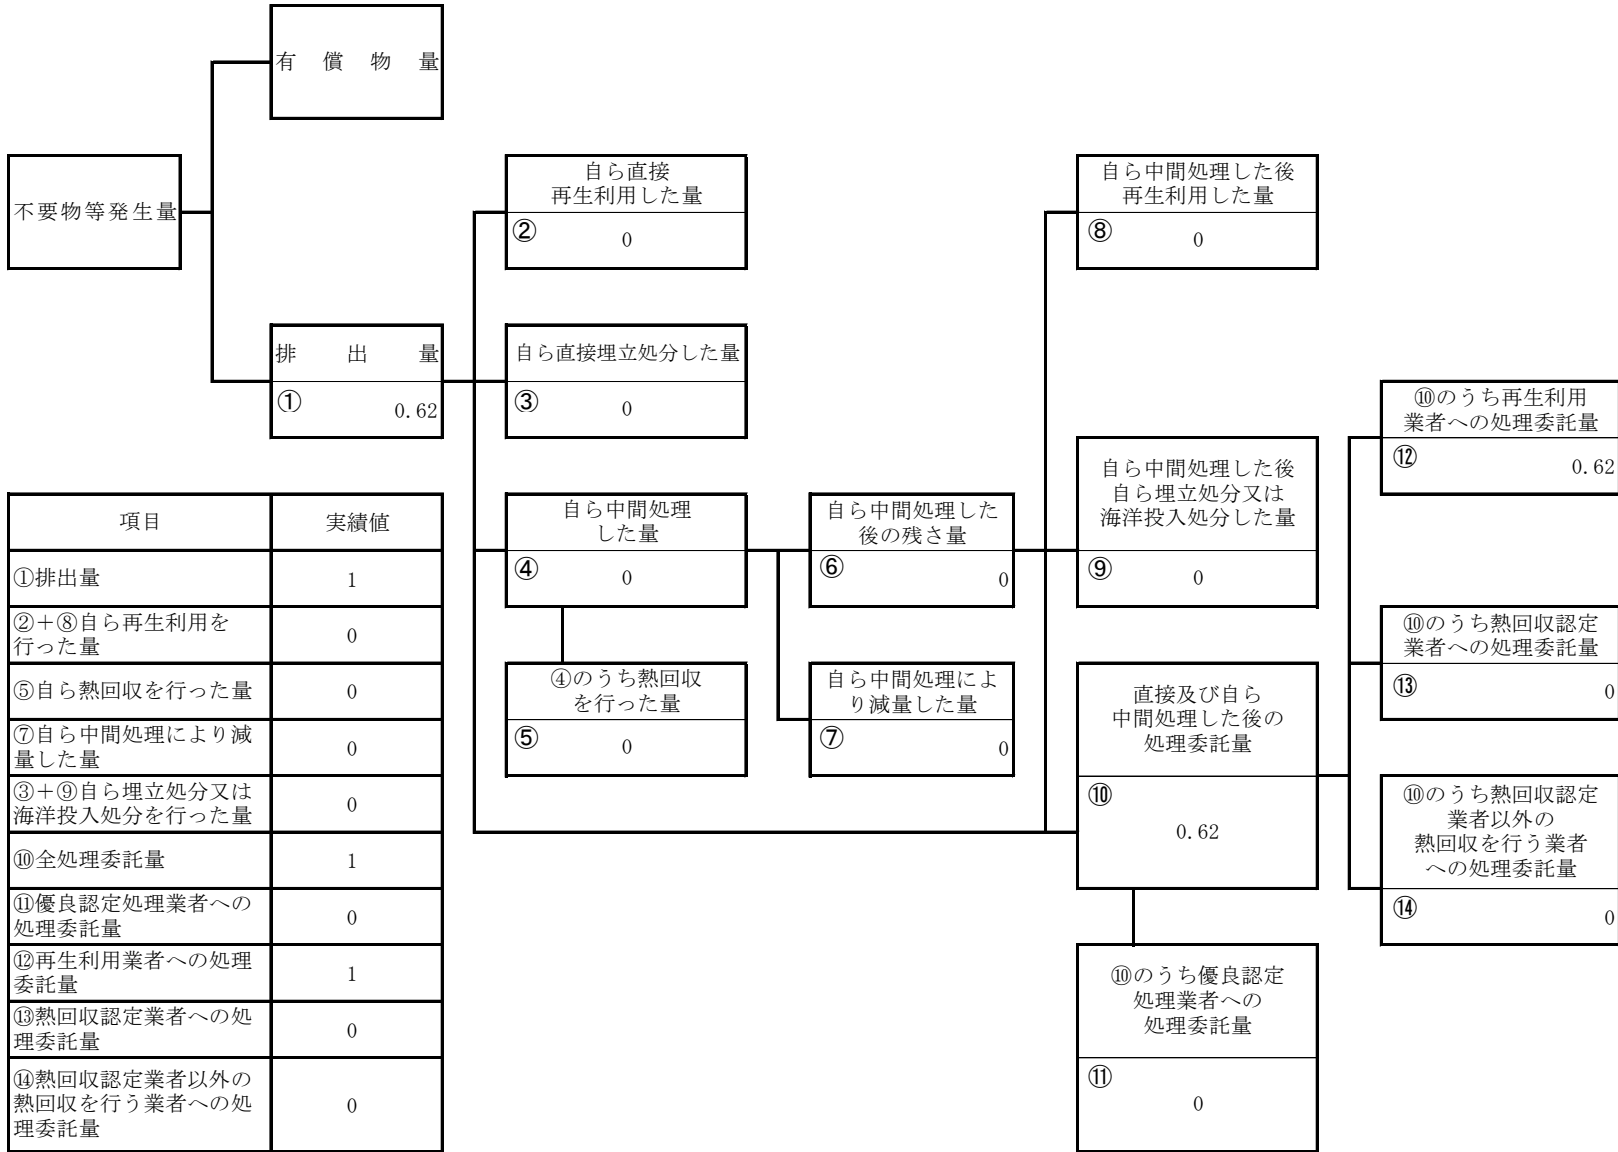 有償物量
不要物等発生量
排出量
① 0.62
自ら直接
再生利用した量
② 0
自ら直接埋立処分した量
③ 0
自ら中間処理
した量
④ 0
④のうち熱回収
を行った量
⑤ 0
自ら中間処理した
後の残さ量
⑥ 0
自ら中間処理によ
り減量した量
⑦ 0
自ら中間処理した後
再生利用した量
⑧ 0
自ら中間処理した後
自ら埋立処分又は
海洋投入処分した量
⑨ 0
直接及び自ら
中間処理した後の
処理委託量
⑩
0.62
⑩のうち優良認定
処理業者への
処理委託量
⑪
0
⑩のうち再生利用
業者への処理委託量
⑫ 0.62
⑩のうち熱回収認定
業者への処理委託量
⑬ 0
⑩のうち熱回収認定
業者以外の
熱回収を行う業者
への処理委託量
⑭ 0
項目 実績値
①排出量 1
②+⑧自ら再生利用を
行った量 0
⑤自ら熱回収を行った量 0
⑦自ら中間処理により減
量した量 0
③+⑨自ら埋立処分又は
海洋投入処分を行った量 0
⑩全処理委託量 1
⑪優良認定処理業者への
処理委託量 0
⑫再生利用業者への処理
委託量 1
⑬熱回収認定業者への処
理委託量 0
⑭熱回収認定業者以外の
熱回収を行う業者への処 0
理委託量